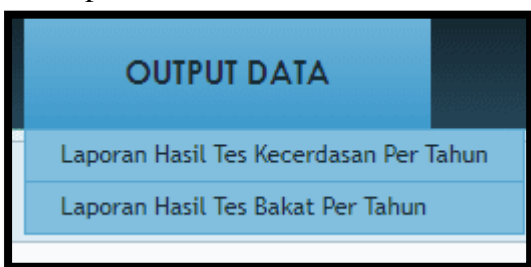 OUTPUT DATA
Laporan Hasil Tes Kecerdasan Per Tahun
Laporan Hasil Tes Bakat Per Tahun